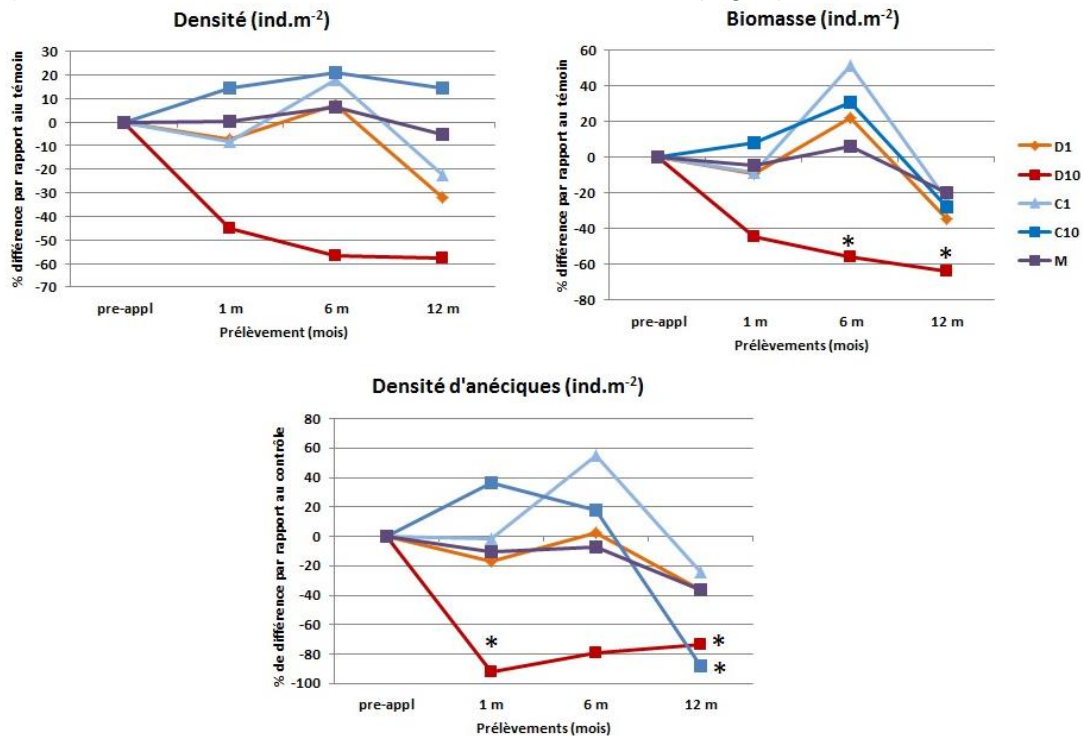 Densité (ind.m⁻²)
% différence par rapport au témoin
30
20
10
0
-10
-20
-30
-40
-50
-60
-70
pre-appl 1 m 6 m 12 m
Prélèvement (mois)
Biomasse (ind.m⁻²)
% différence par rapport au témoin
60
40
20
0
-20
-40
-60
-80
* *
pre-appl 1 m 6 m 12 m
Prélèvements (mois)
D1
D10
C1
C10
M
Densité d'anéciques (ind.m⁻²)
% de différence par rapport au contrôle
80
60
40
20
0
-20
-40
-60
-80
-100
* *
*
pre-appl 1 m 6 m 12 m
Prélèvements (mois)